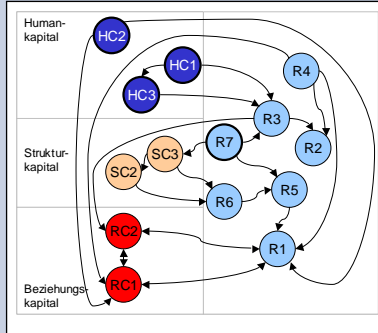 Human-
kapital
HC2
HC1
R4
HC3
R3
Struktur-
kapital
R7
R2
SC3
SC2
R5
R6
RC2
R1
RC1
Beziehungs-
kapital